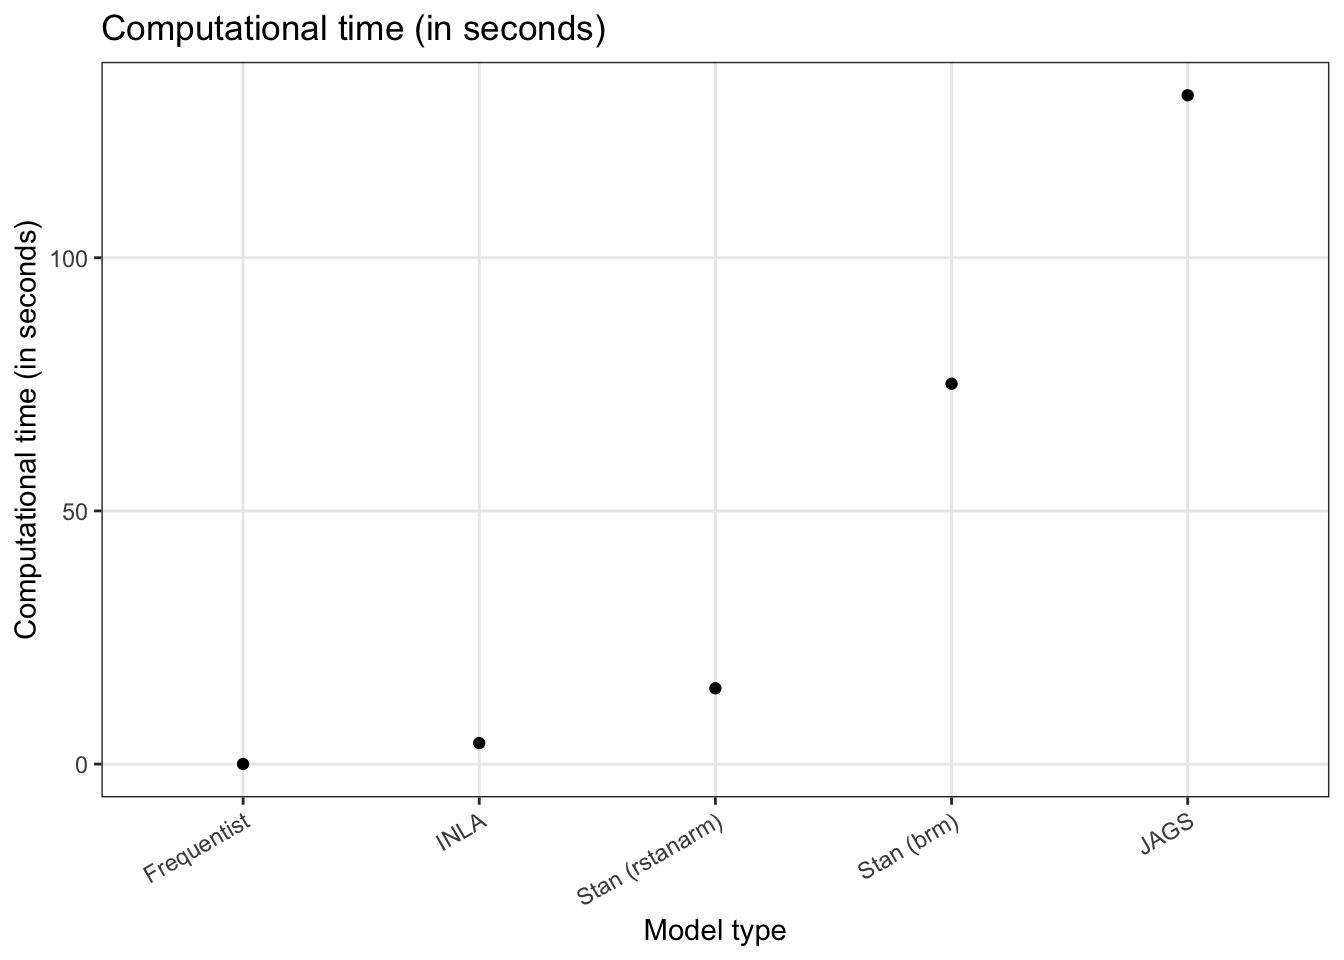 Computational time (in seconds)
Computational time (in seconds)
100
50
0
Frequentist
INLA
Stan (rstanarm)
Stan (brm)
JAGS
Model type